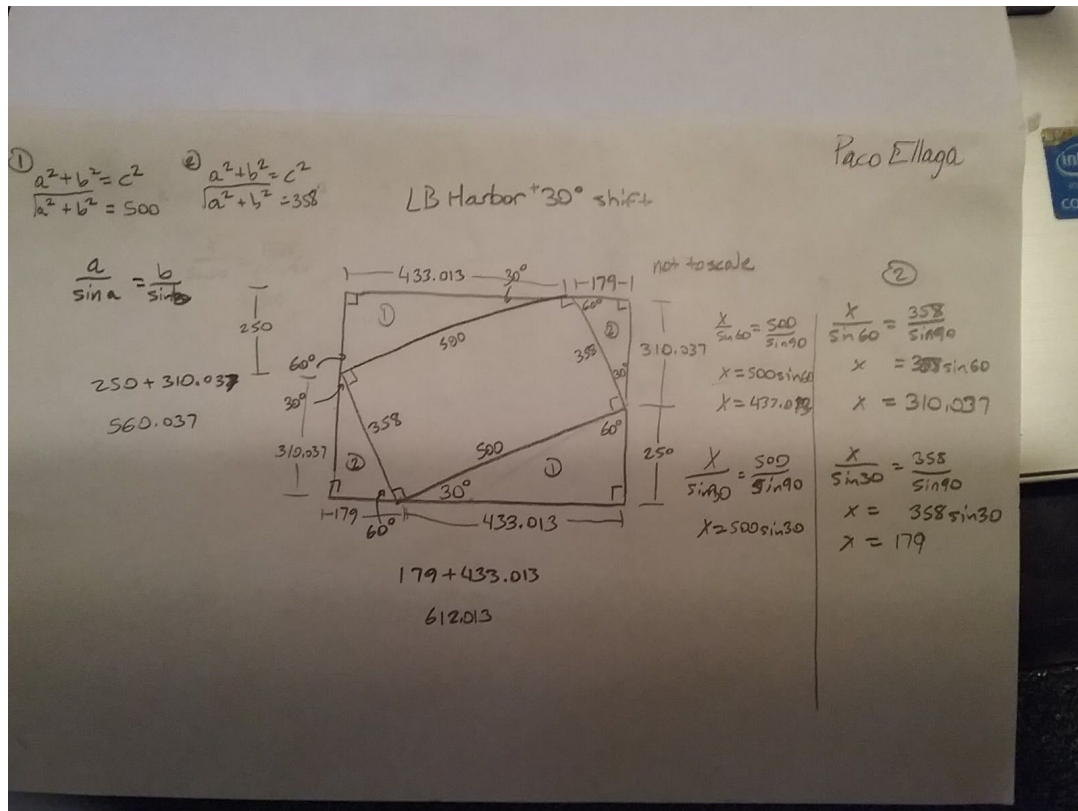 Paco Ellaga
①
a²+b²=c²
√a²+b² = 500
②
a²+b²=c²
√a²+b² =358
LB Harbor +30° shift
a/sin a = b/sin b
250 + 310.037
560.037
not to scale
433.013
30°
179
①
60°
②
250
500
358
310.037
30°
60°
30°
358
60°
310.037
②
500
①
250
30°
179
60°
433.013
179+433.013
612.013
x/sin60 = 500/sin90
x=500sin60
x/sin30 = 500/sin90
x=500sin30
②
x/sin60 = 358/sin90
x = 358sin60
x = 310,037
x/sin30 = 358/sin90
x = 358sin30
x = 179